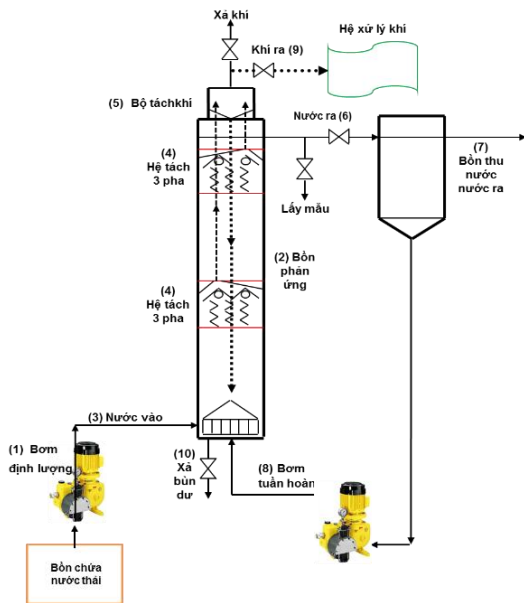 Xả khí
Hệ xử lý khí
Khí ra (9)
(5) Bộ táchkhí
Nước ra (6)
(4)
Hệ tách
3 pha
(7)
Bồn thu
nước
nước ra
Lấy mẫu
(2) Bồn
phản
ứng
(4)
Hệ tách
3 pha
(3) Nước vào
(1) Bơm
định lượng
(10)
Xả
bùn
dư
(8) Bơm
tuần hoàn
Bồn chứa
nước thải